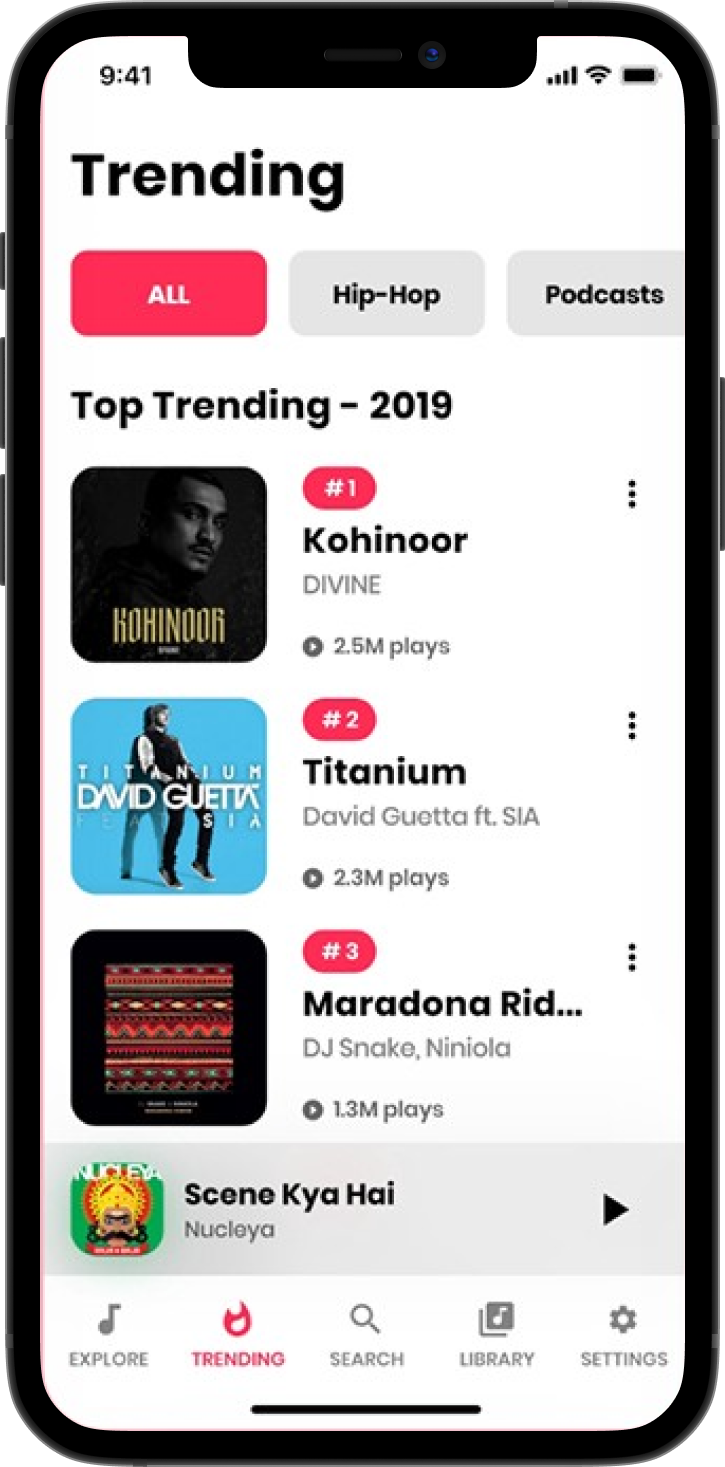 9:41
Trending
ALL
Hip-Hop
Podcasts
Top Trending - 2019
KOHINOOR
DIVINE
#1
Kohinoor
DIVINE
2.5M plays
TITANIUM
DAVID GUETTA
FEAT SIA
#2
Titanium
David Guetta ft. SIA
2.3M plays
#3
Maradona Rid...
DJ Snake, Niniola
1.3M plays
NUCLEYA
Scene Kya Hai
Nucleya
EXPLORE
TRENDING
SEARCH
LIBRARY
SETTINGS